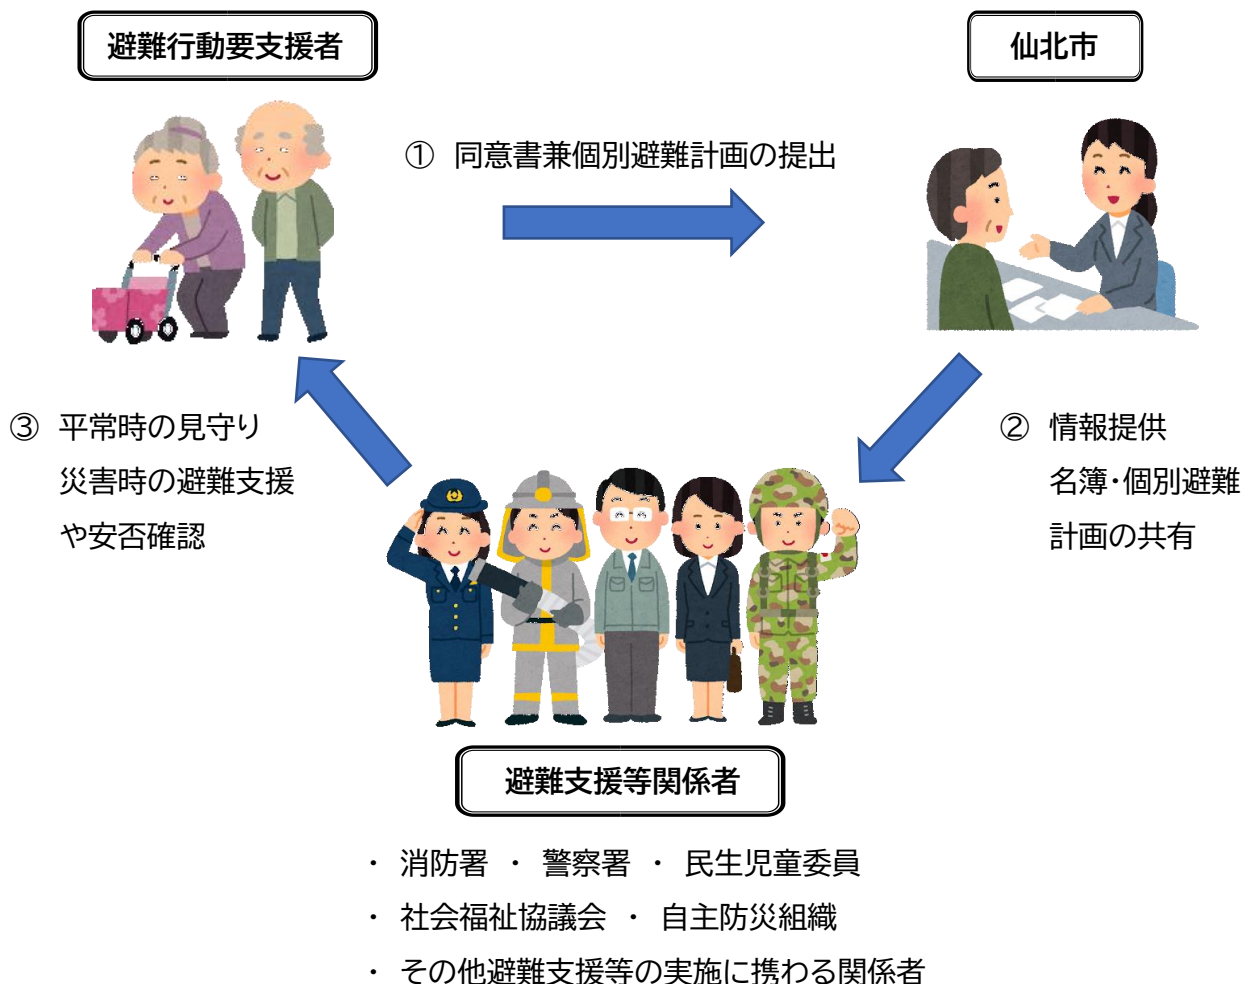 避難行動要支援者
仙北市
① 同意書兼個別避難計画の提出
③ 平常時の見守り
災害時の避難支援
や安否確認
② 情報提供
名簿・個別避難
計画の共有
避難支援等関係者
・ 消防署 ・ 警察署 ・ 民生児童委員
・ 社会福祉協議会 ・ 自主防災組織
・ その他避難支援等の実施に携わる関係者